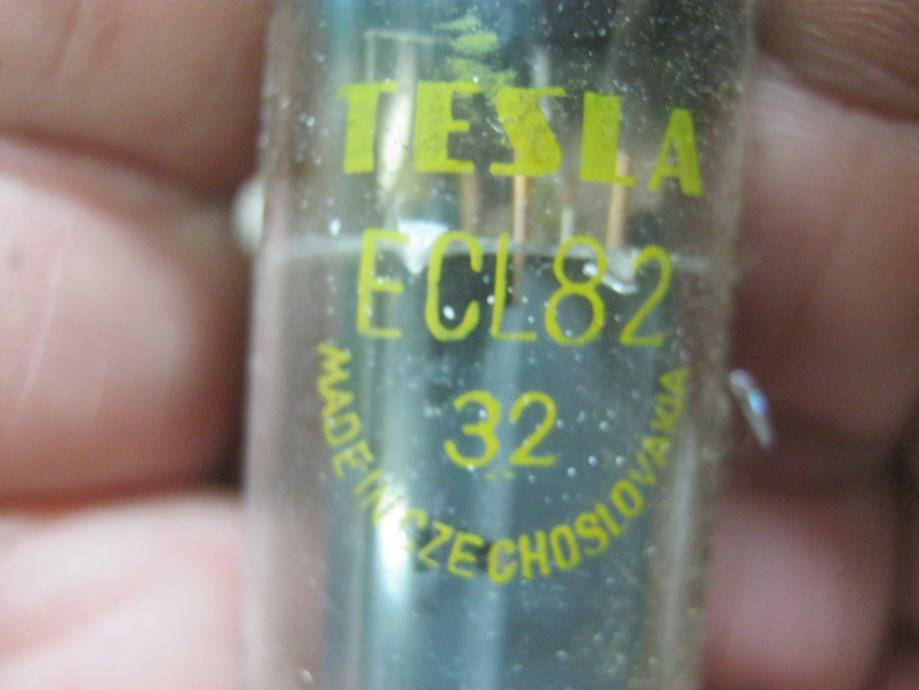 TESLA
ECL82
32
MADE IN CZECHOSLOVAKIA